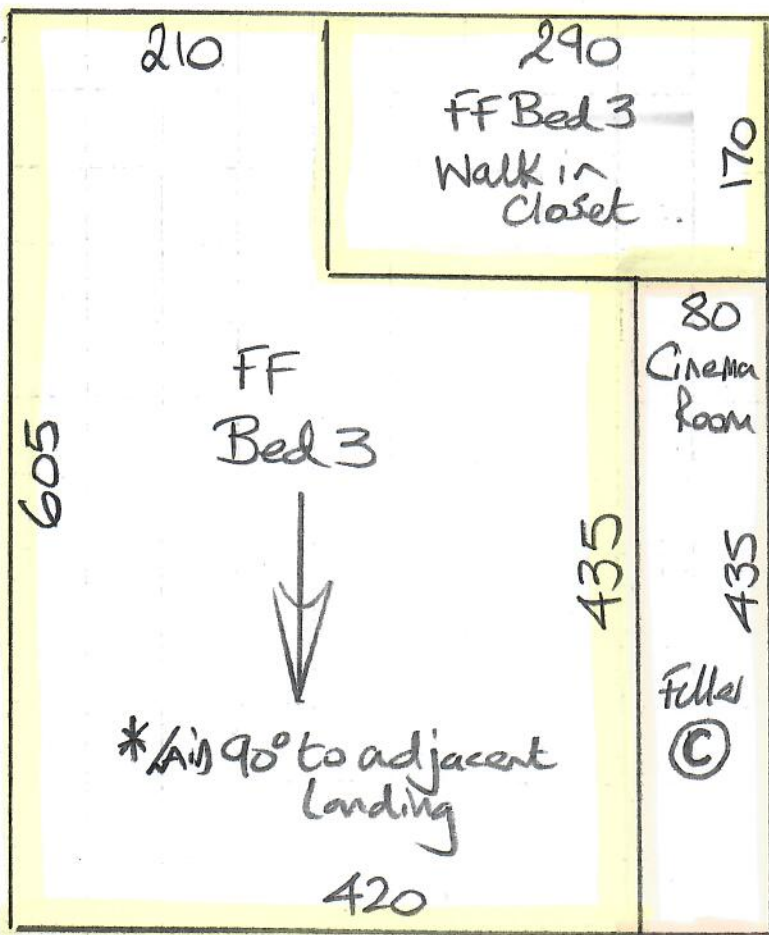 210
290
FF Bed 3
Walk in
Closet
170
80
Cinema
Room
FF
Bed 3
605
435
435
Filler
C
*LAID 90° to adjacent
Landing
420